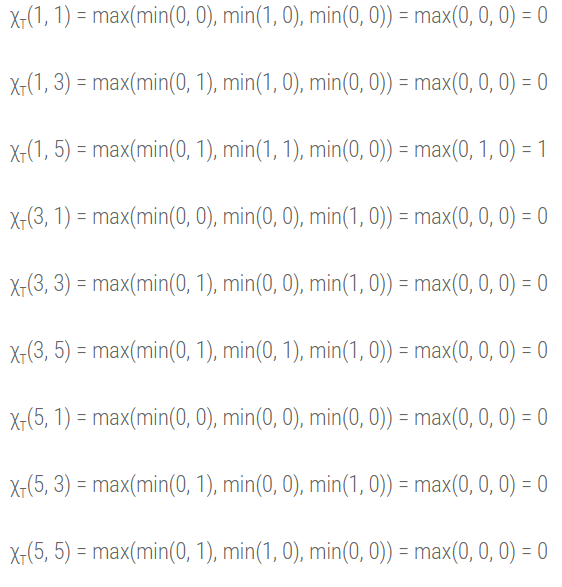 χT(1, 1) = max(min(0, 0), min(1, 0), min(0, 0)) = max(0, 0, 0) = 0
χT(1, 3) = max(min(0, 1), min(1, 0), min(0, 0)) = max(0, 0, 0) = 0
χT(1, 5) = max(min(0, 1), min(1, 1), min(0, 0)) = max(0, 1, 0) = 1
χT(3, 1) = max(min(0, 0), min(0, 0), min(1, 0)) = max(0, 0, 0) = 0
χT(3, 3) = max(min(0, 1), min(0, 0), min(1, 0)) = max(0, 0, 0) = 0
χT(3, 5) = max(min(0, 1), min(0, 1), min(1, 0)) = max(0, 0, 0) = 0
χT(5, 1) = max(min(0, 0), min(0, 0), min(0, 0)) = max(0, 0, 0) = 0
χT(5, 3) = max(min(0, 1), min(0, 0), min(1, 0)) = max(0, 0, 0) = 0
χT(5, 5) = max(min(0, 1), min(1, 0), min(0, 0)) = max(0, 0, 0) = 0